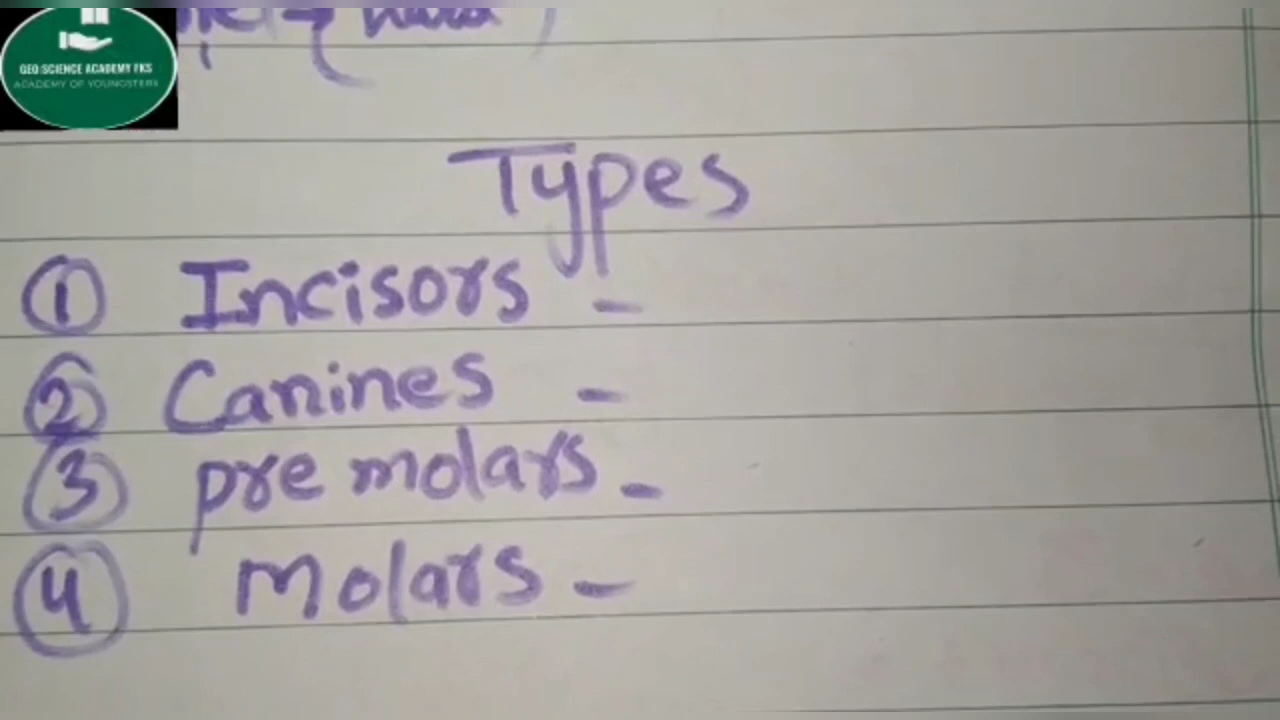 GEO SCIENCE ACADEMY FKS
ACADEMY OF YOUNGSTERS
Types
1 Incisors -
2 Canines -
3 pre molars -
4 Molars -